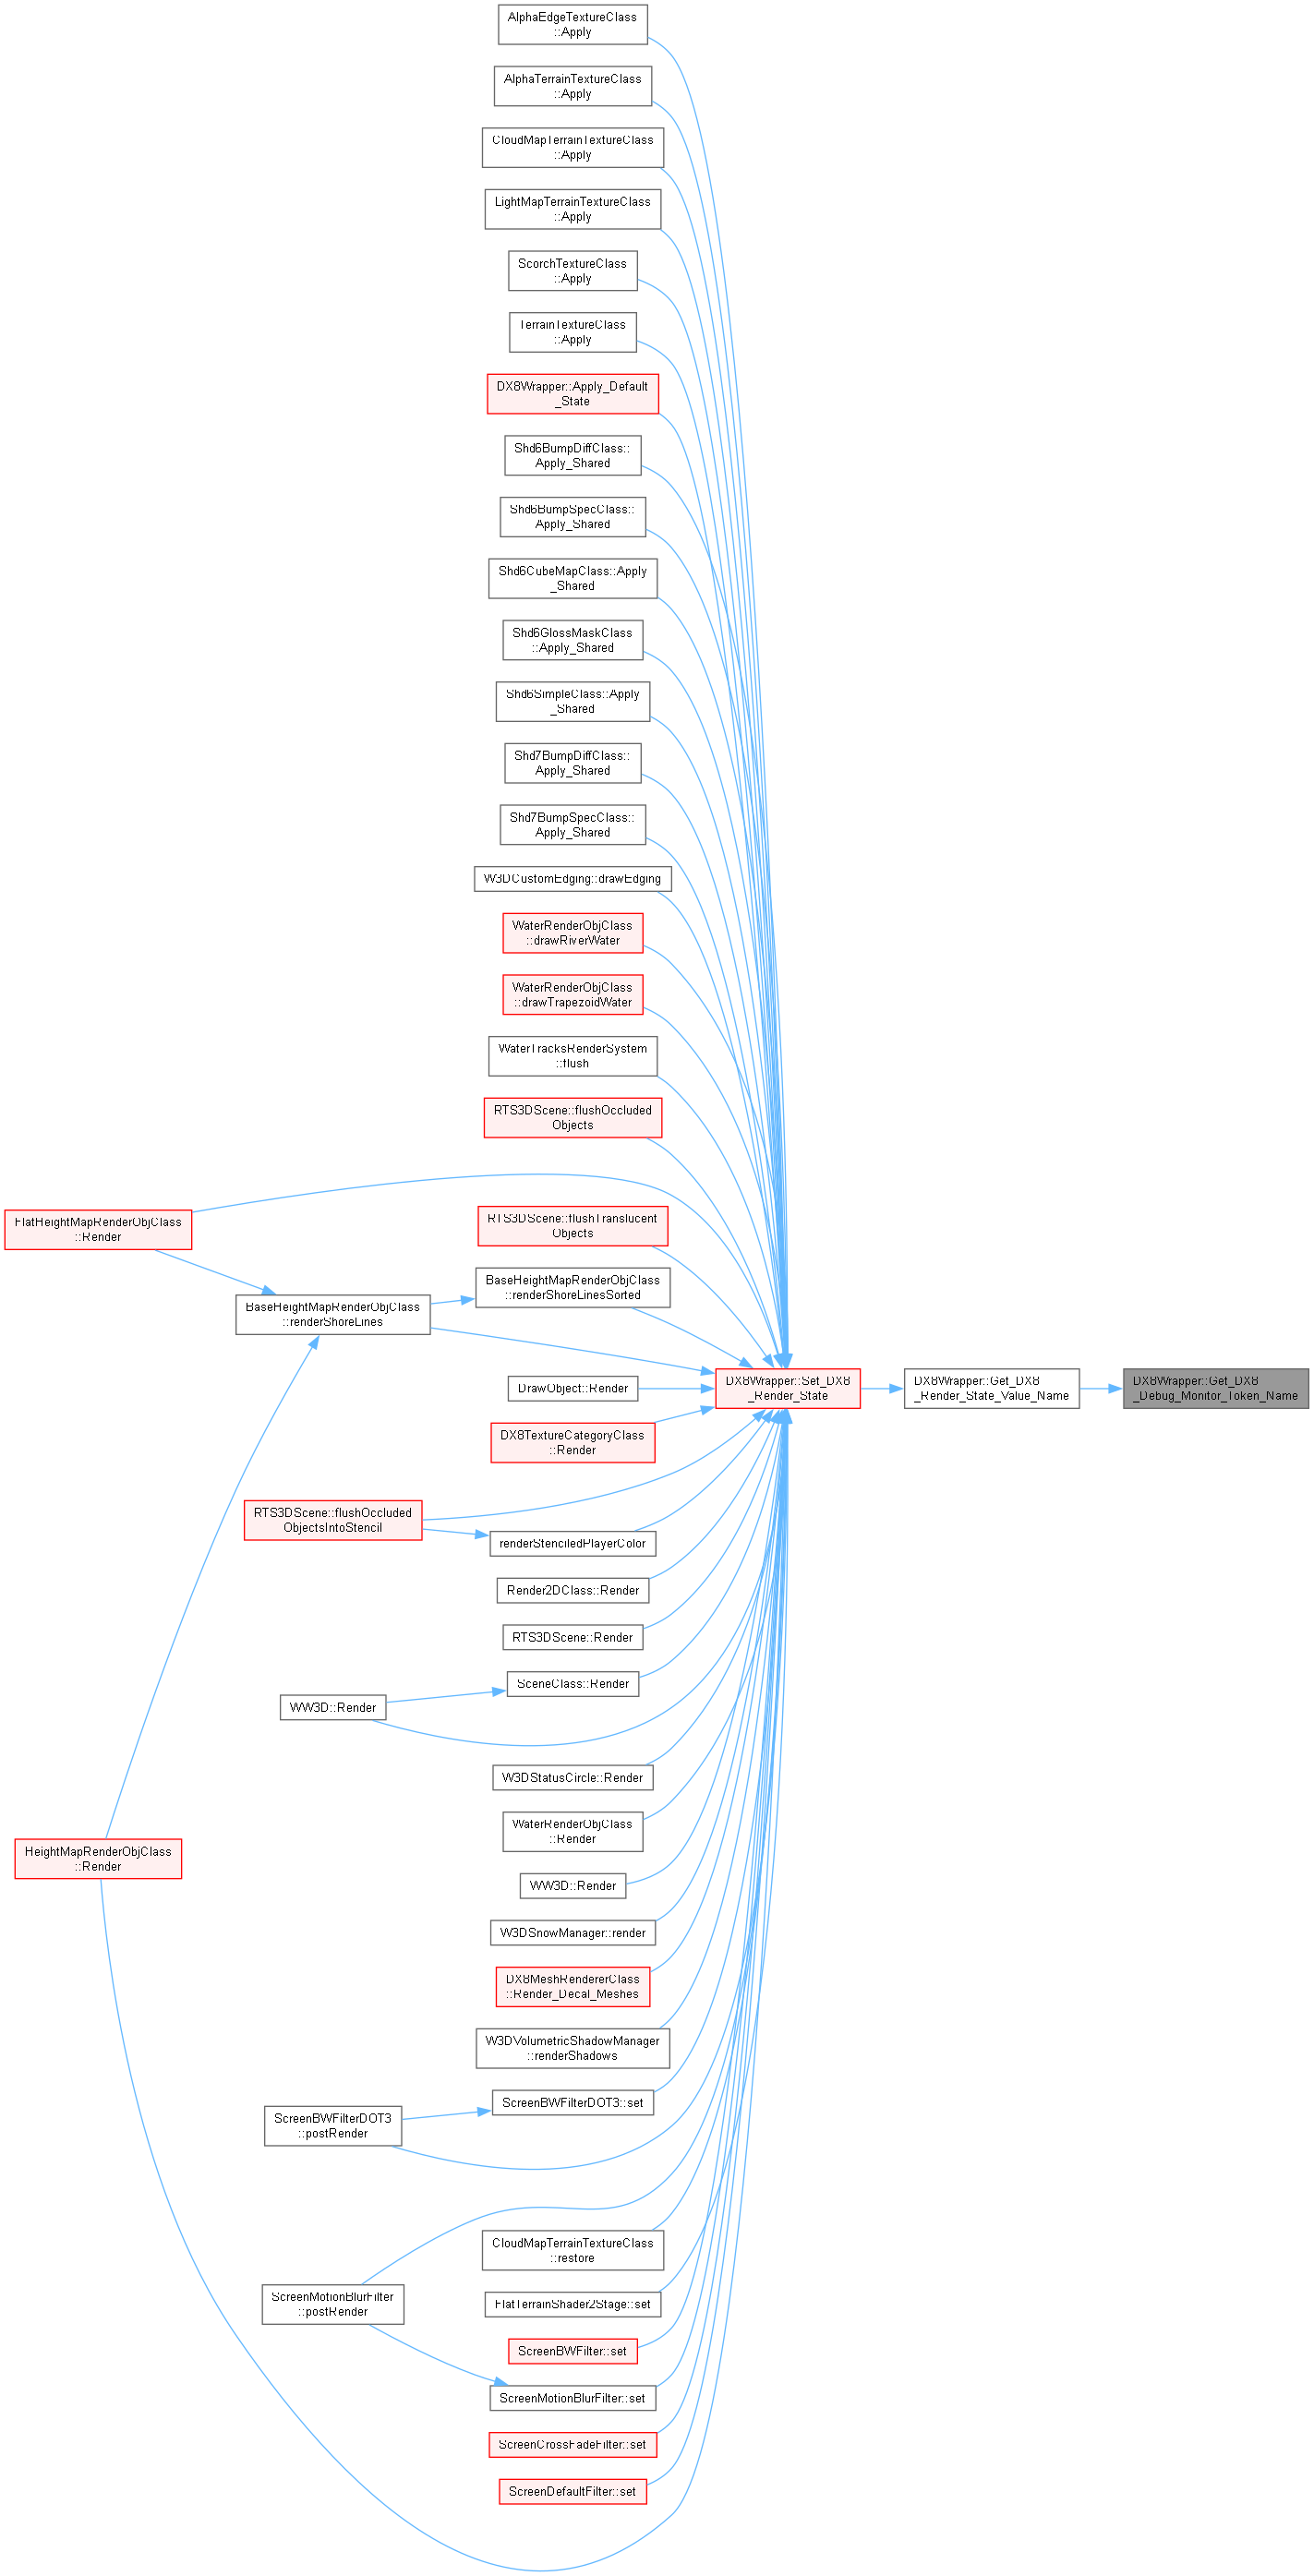 AlphaEdgeTextureClass
::Apply
AlphaTerrainTextureClass
::Apply
CloudMapTerrainTextureClass
::Apply
LightMapTerrainTextureClass
::Apply
ScorchTextureClass
::Apply
TerrainTextureClass
::Apply
DX8Wrapper::Apply_Default
_State
Shd6BumpDiffClass::
Apply_Shared
Shd6BumpSpecClass::
Apply_Shared
Shd6CubeMapClass::Apply
_Shared
Shd6GlossMaskClass
::Apply_Shared
Shd6SimpleClass::Apply
_Shared
Shd7BumpDiffClass::
Apply_Shared
Shd7BumpSpecClass::
Apply_Shared
W3DCustomEdging::drawEdging
WaterRenderObjClass
::drawRiverWater
WaterRenderObjClass
::drawTrapezoidWater
WaterTracksRenderSystem
::flush
RTS3DScene::flushOccluded
Objects
FlatHeightMapRenderObjClass
::Render
RTS3DScene::flushTranslucent
Objects
BaseHeightMapRenderObjClass
::renderShoreLinesSorted
BaseHeightMapRenderObjClass
::renderShoreLines
DrawObject::Render
DX8Wrapper::Set_DX8
_Render_State
DX8Wrapper::Get_DX8
_Render_State_Value_Name
DX8Wrapper::Get_DX8
_Debug_Monitor_Token_Name
DX8TextureCategoryClass
::Render
RTS3DScene::flushOccluded
ObjectsIntoStencil
renderStenciledPlayerColor
Render2DClass::Render
RTS3DScene::Render
SceneClass::Render
WW3D::Render
W3DStatusCircle::Render
WaterRenderObjClass
::Render
HeightMapRenderObjClass
::Render
WW3D::Render
W3DSnowManager::render
DX8MeshRendererClass
::Render_Decal_Meshes
W3DVolumetricShadowManager
::renderShadows
ScreenBWFilterDOT3::set
ScreenBWFilterDOT3
::postRender
CloudMapTerrainTextureClass
::restore
ScreenMotionBlurFilter
::postRender
FlatTerrainShader2Stage::set
ScreenBWFilter::set
ScreenMotionBlurFilter::set
ScreenCrossFadeFilter::set
ScreenDefaultFilter::set